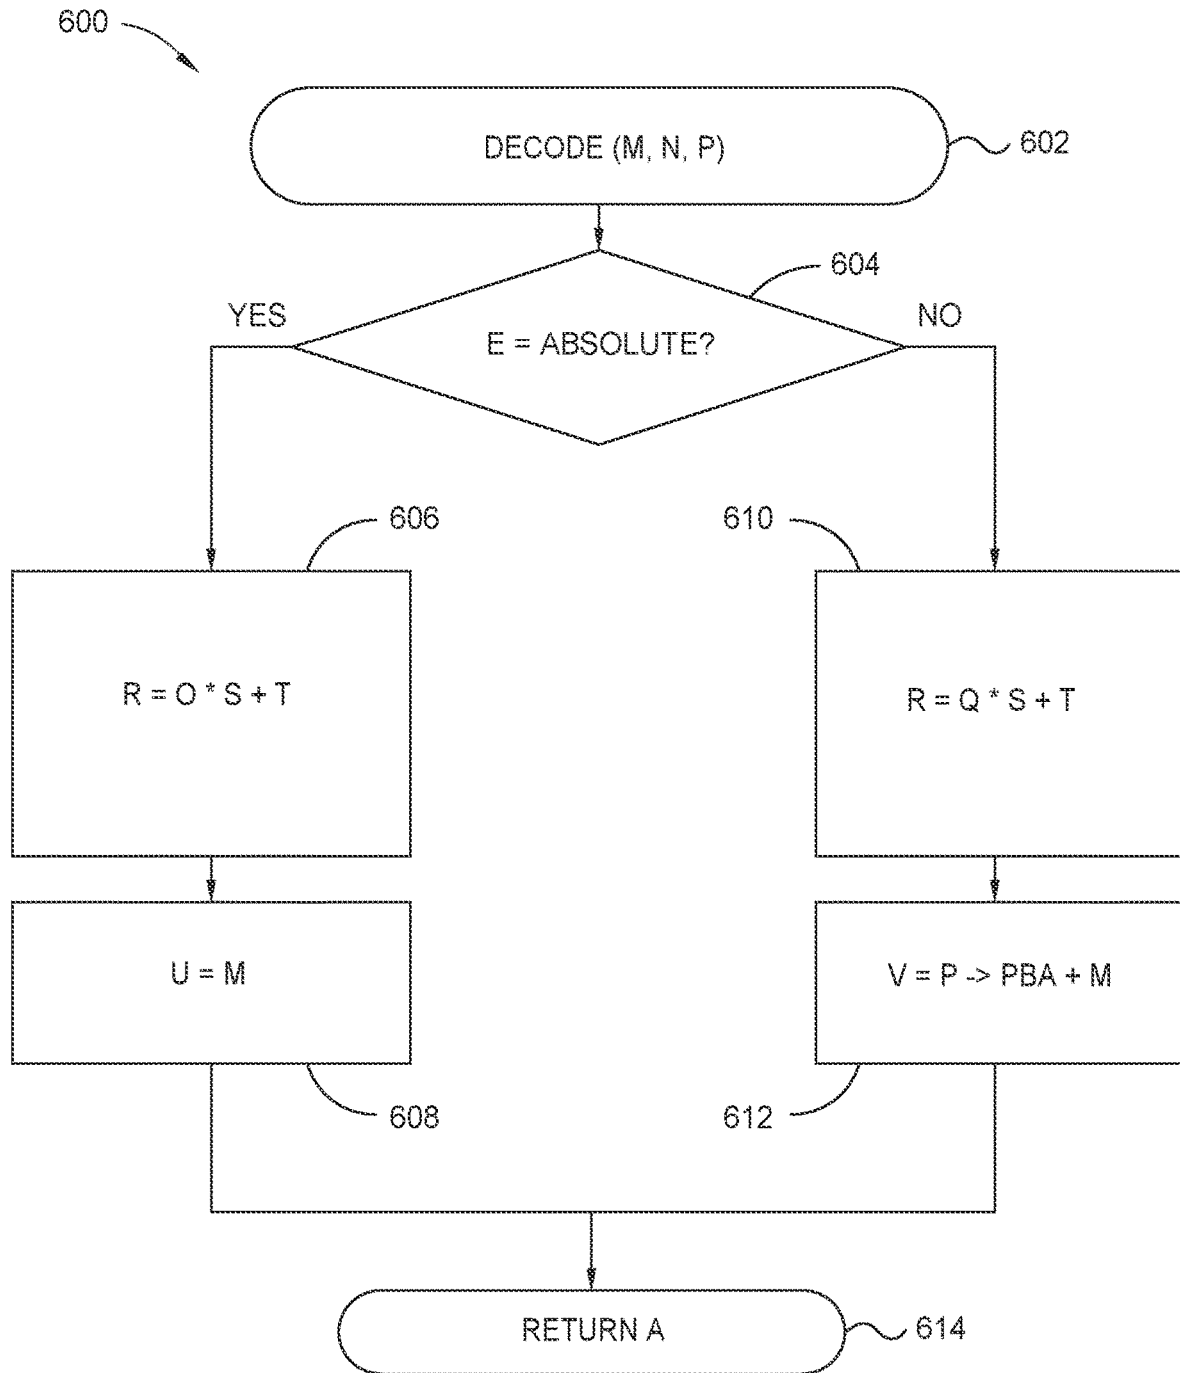 600
DECODE (M, N, P)
602
604
YES
NO
E = ABSOLUTE?
606
610
R = O * S + T
R = Q * S + T
U = M
V = P -> PBA + M
608
612
RETURN A
614